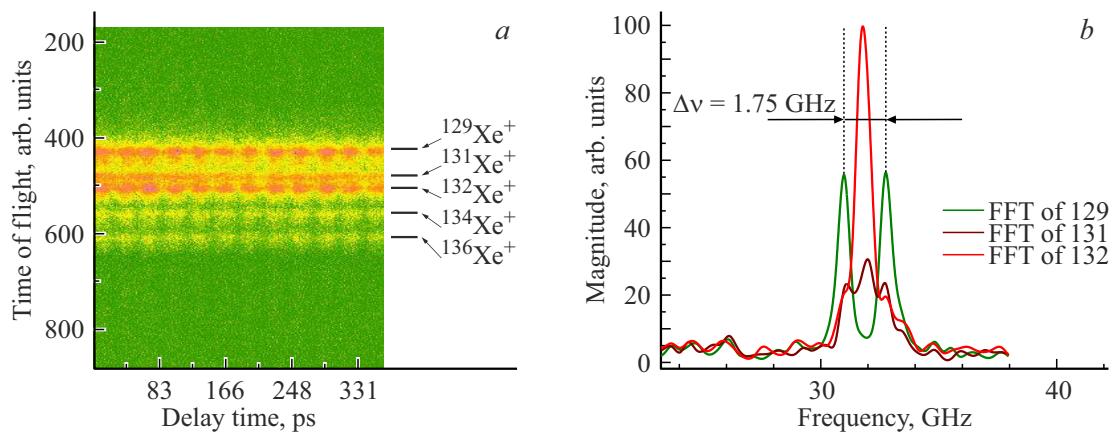 a
Time of flight, arb. units
200
400
600
800
129Xe+
131Xe+
132Xe+
134Xe+
136Xe+
83 166 248 331
Delay time, ps
b
Magnitude, arb. units
100
80
60
40
20
0
Δν = 1.75 GHz
FFT of 129
FFT of 131
FFT of 132
30 40
Frequency, GHz